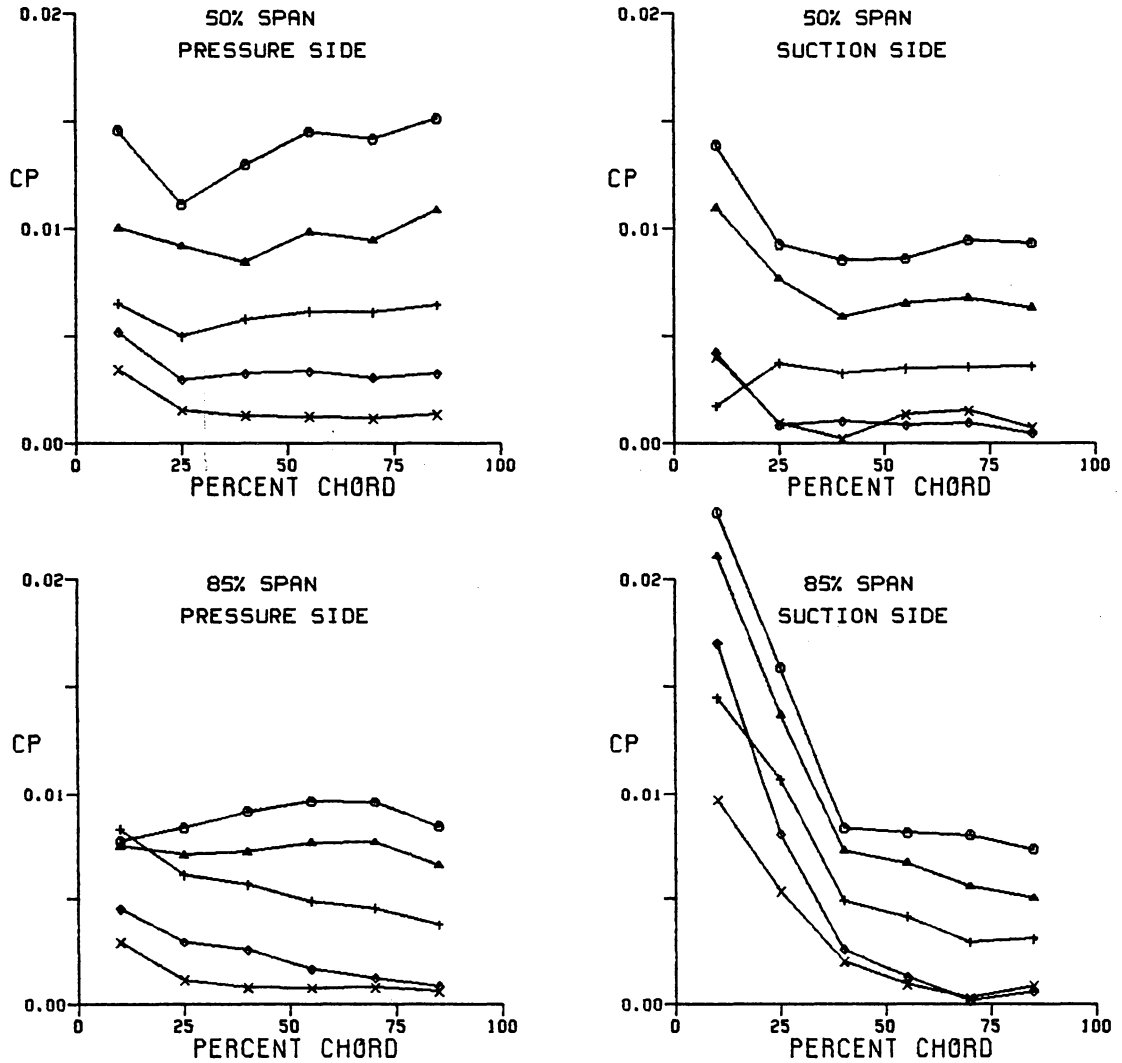 50% SPAN
PRESSURE SIDE
0.02
CP
0.01
0.00
0 25 50 75 100
PERCENT CHORD
50% SPAN
SUCTION SIDE
0.02
CP
0.01
0.00
0 25 50 75 100
PERCENT CHORD
85% SPAN
PRESSURE SIDE
0.02
CP
0.01
0.00
0 25 50 75 100
PERCENT CHORD
85% SPAN
SUCTION SIDE
0.02
CP
0.01
0.00
0 25 50 75 100
PERCENT CHORD